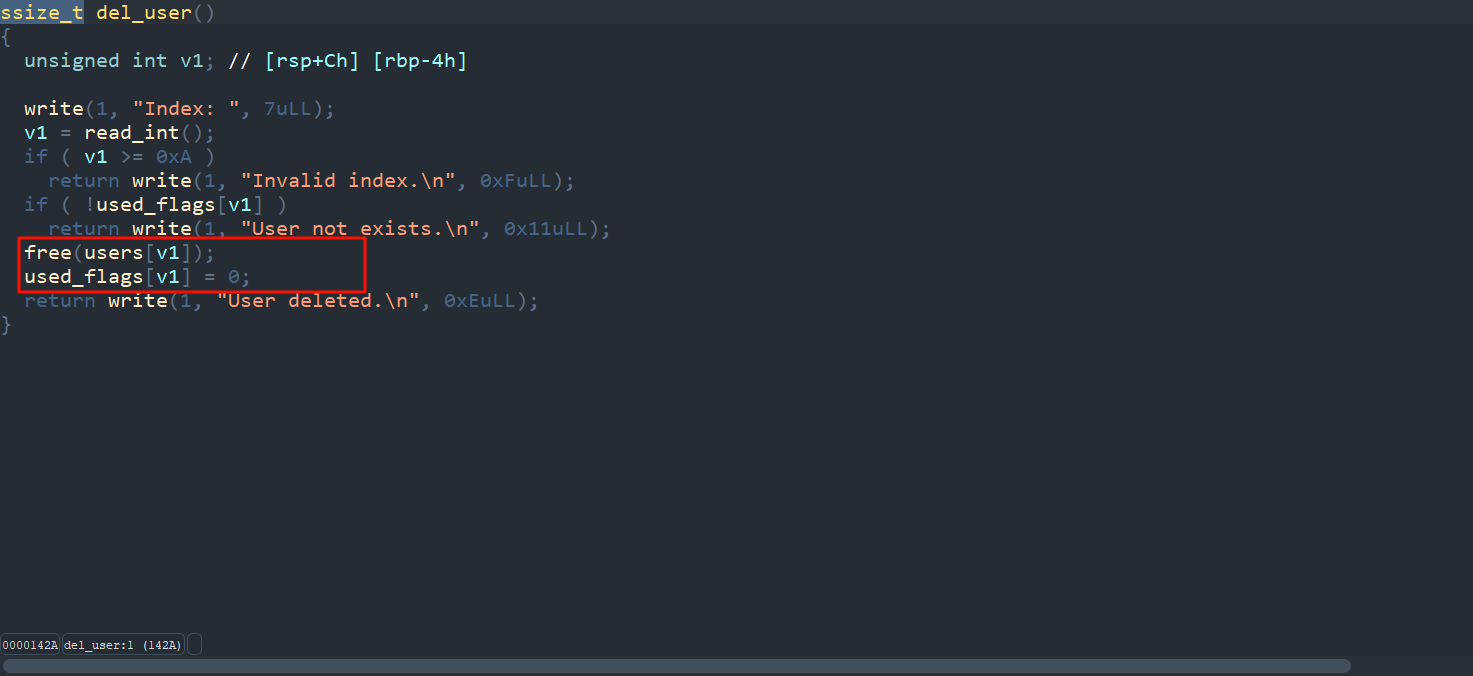 ssize_t del_user()
{
  unsigned int v1; // [rsp+Ch] [rbp-4h]

  write(1, "Index: ", 7uLL);
  v1 = read_int();
  if ( v1 >= 0xA )
    return write(1, "Invalid index.\n", 0xFuLL);
  if ( !used_flags[v1] )
    return write(1, "User not exists.\n", 0x11uLL);
  free(users[v1]);
  used_flags[v1] = 0;
  return write(1, "User deleted.\n", 0xEuLL);
}
0000142A del_user:1 (142A)